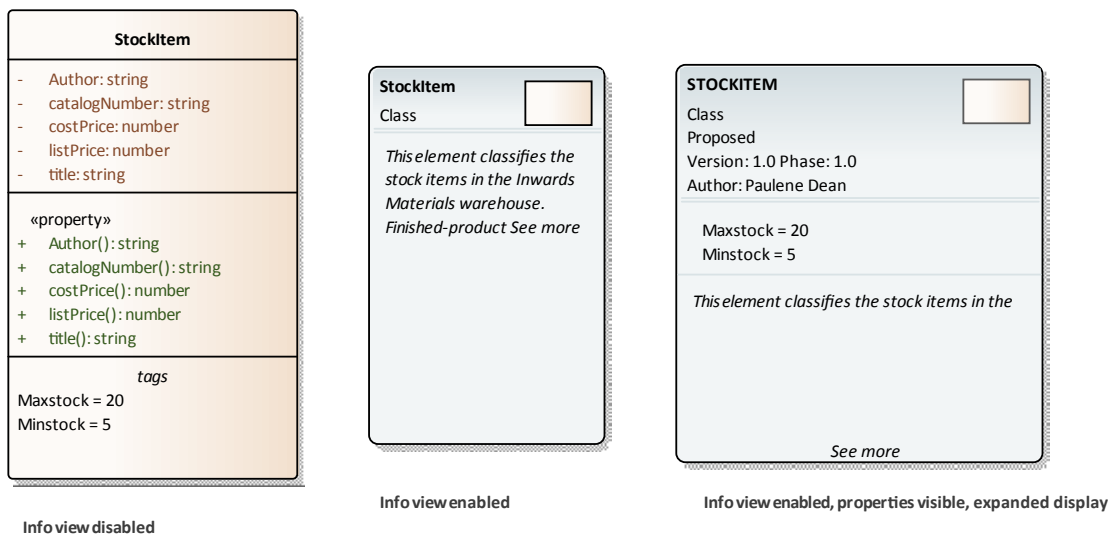 StockItem
- Author: string
- catalogNumber: string
- costPrice: number
- listPrice: number
- title: string
«property»
+ Author(): string
+ catalogNumber(): string
+ costPrice(): number
+ listPrice(): number
+ title(): string
tags
Maxstock = 20
Minstock = 5
Info view disabled
StockItem
Class
This element classifies the
stock items in the Inwards
Materials warehouse.
Finished-product See more
Info view enabled
STOCKITEM
Class
Proposed
Version: 1.0 Phase: 1.0
Author: Paulene Dean
Maxstock = 20
Minstock = 5
This element classifies the stock items in the
See more
Info view enabled, properties visible, expanded display